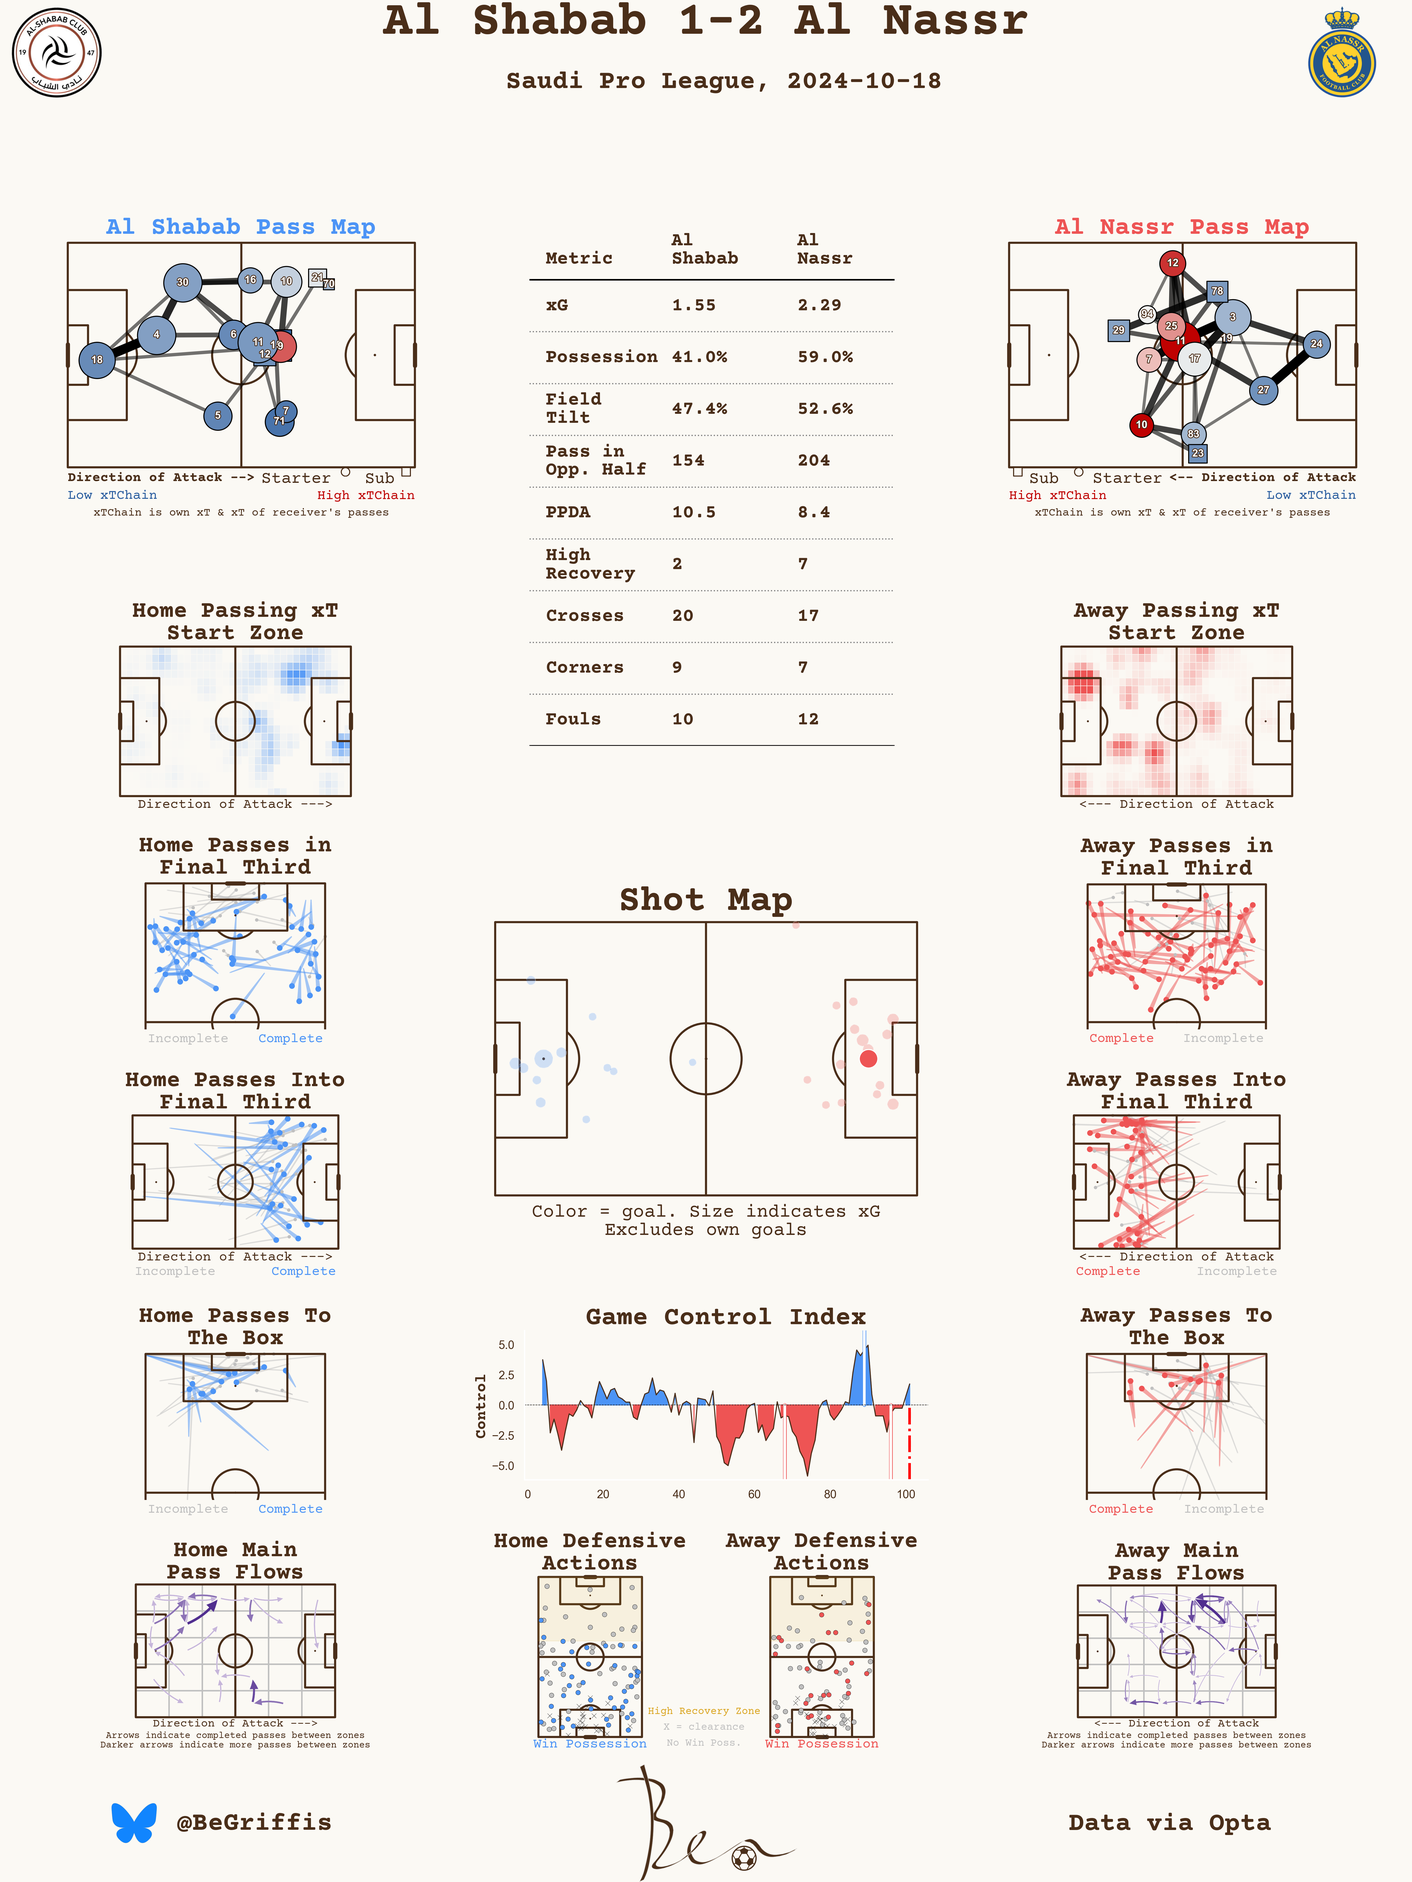 Al Shabab 1-2 Al Nassr
Saudi Pro League, 2024-10-18
AL-SHABAB CLUB
19 47
نادي الشباب
AL NASSR
FOOTBALL CLUB
Al Shabab Pass Map
30
16
10
21
70
4
6
11
19
12
18
5
7
71
Direction of Attack --> Starter Sub
Low xTChain High xTChain
xTChain is own xT & xT of receiver's passes
Metric Al Shabab Al Nassr
xG 1.55 2.29
Possession 41.0% 59.0%
Field Tilt 47.4% 52.6%
Pass in Opp. Half 154 204
PPDA 10.5 8.4
High Recovery 2 7
Crosses 20 17
Corners 9 7
Fouls 10 12
Al Nassr Pass Map
12
78
94
3
29
25
11
19
24
7
17
27
10
83
23
Sub Starter <-- Direction of Attack
High xTChain Low xTChain
xTChain is own xT & xT of receiver's passes
Home Passing xT
Start Zone
Direction of Attack --->
Away Passing xT
Start Zone
<--- Direction of Attack
Home Passes in
Final Third
Incomplete Complete
Away Passes in
Final Third
Complete Incomplete
Shot Map
Color = goal. Size indicates xG
Excludes own goals
Home Passes Into
Final Third
Direction of Attack --->
Incomplete Complete
Away Passes Into
Final Third
<--- Direction of Attack
Complete Incomplete
Home Passes To
The Box
Incomplete Complete
Game Control Index
Control
5.0
2.5
0.0
−2.5
−5.0
0 20 40 60 80 100
Away Passes To
The Box
Complete Incomplete
Home Main
Pass Flows
Direction of Attack --->
Arrows indicate completed passes between zones
Darker arrows indicate more passes between zones
Home Defensive
Actions
Win Possession
High Recovery Zone
X = clearance
No Win Poss.
Away Defensive
Actions
Win Possession
Away Main
Pass Flows
<--- Direction of Attack
Arrows indicate completed passes between zones
Darker arrows indicate more passes between zones
@BeGriffis
Ben
Data via Opta